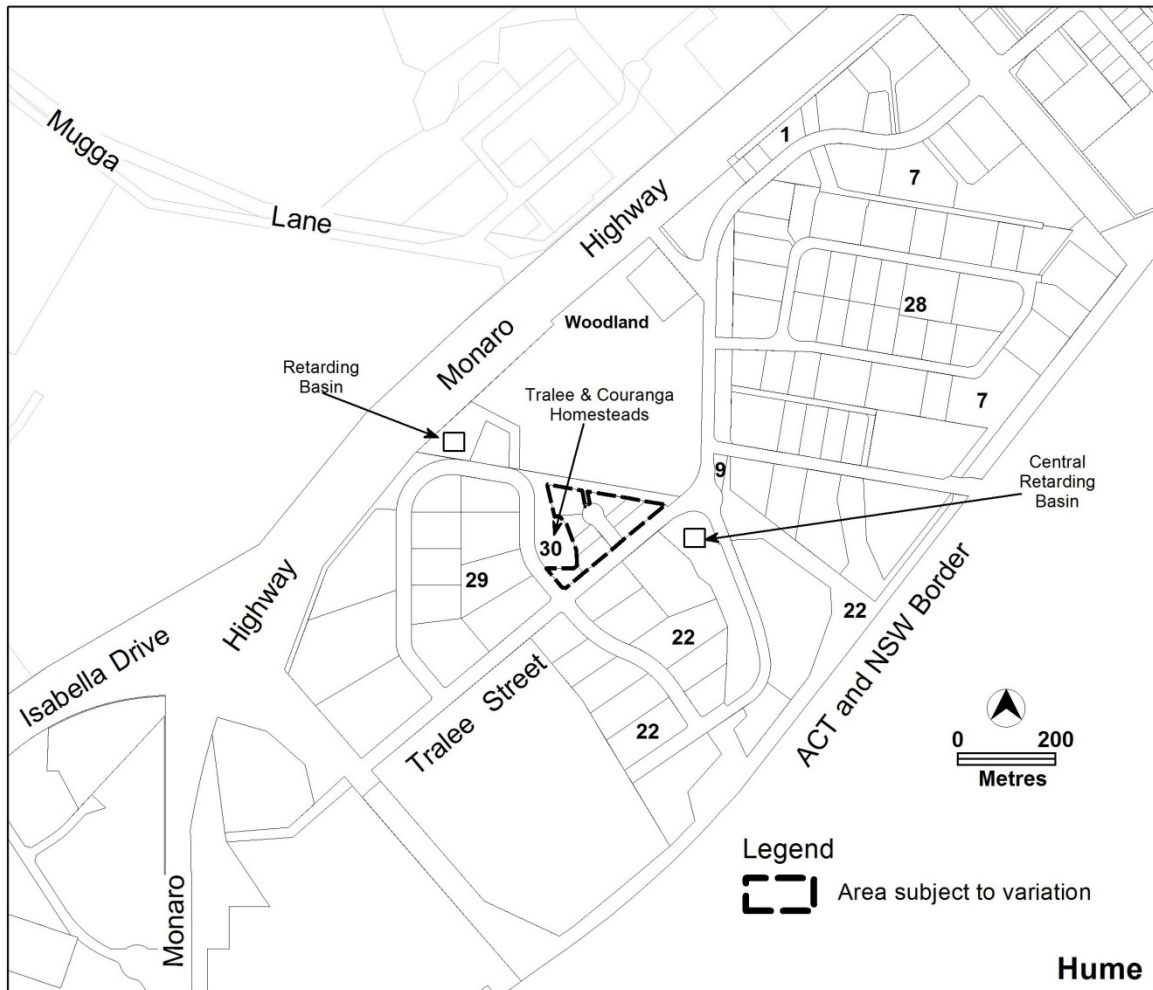 Mugga
Lane
Highway
Monaro
1
7
28
Woodland
Retarding
Basin
Tralee & Couranga
Homesteads
7
9
Central
Retarding
Basin
30
29
22
22
22
Highway
Isabella Drive
Tralee Street
ACT and NSW Border
Monaro
0 200
Metres
Legend
Area subject to variation
Hume